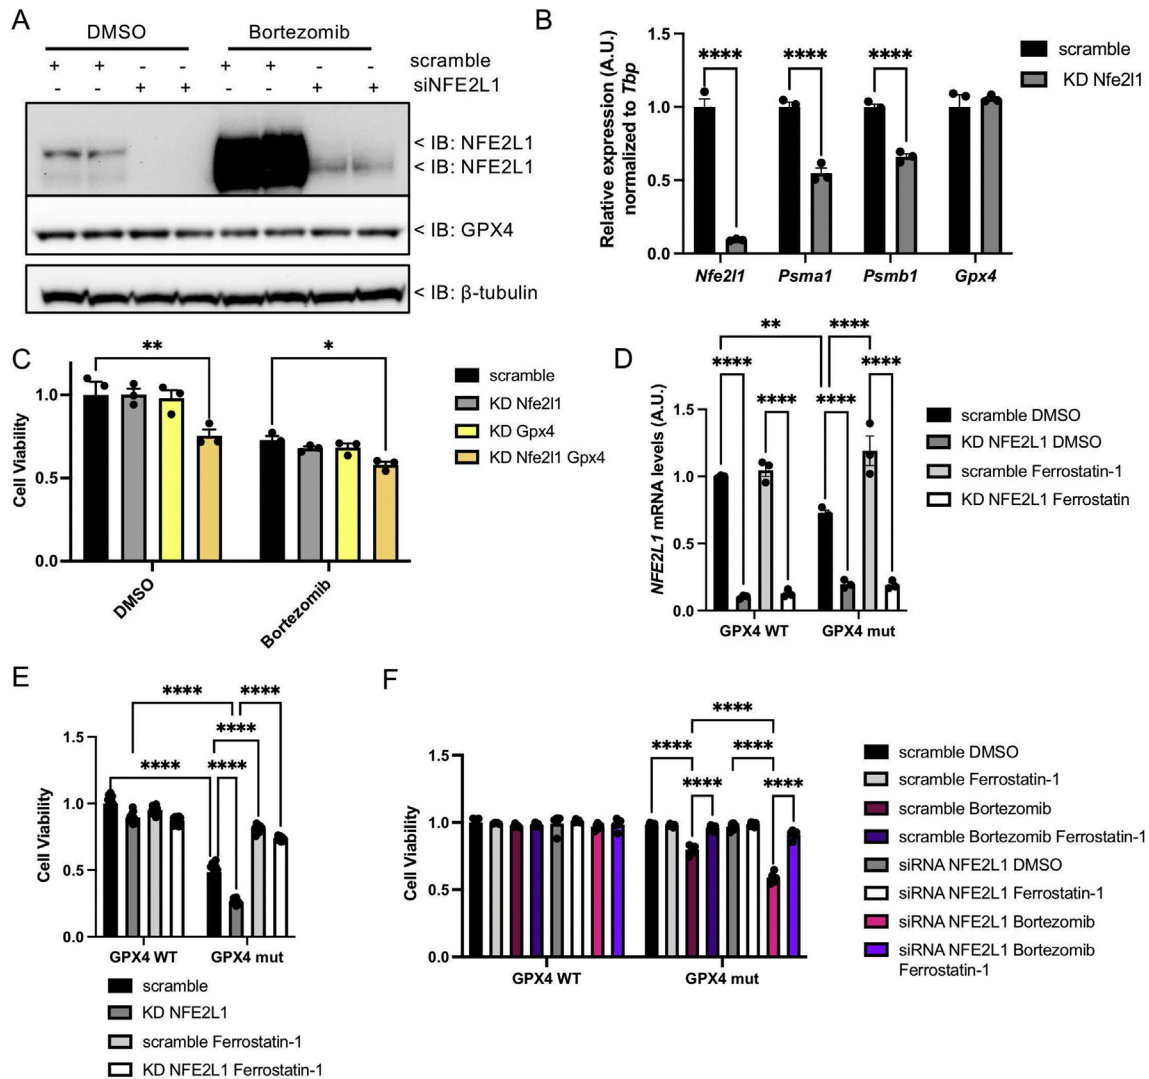 A
DMSO
Bortezomib
+ + - - + + - - scramble
- - + + - - + + siNFE2L1
< IB: NFE2L1
< IB: NFE2L1
< IB: GPX4
< IB: β-tubulin
B
Relative expression (A.U.)
normalized to Tbp
1.5
1.0
0.5
0.0
**** **** ****
Nfe2l1 Psma1 Psmb1 Gpx4
scramble
KD Nfe2l1
C
Cell Viability
1.0
0.5
0.0
** *
DMSO
Bortezomib
scramble
KD Nfe2l1
KD Gpx4
KD Nfe2l1 Gpx4
D
NFE2L1 mRNA levels (A.U.)
1.5
1.0
0.5
0.0
** ****
**** ****
**** ****
GPX4 WT GPX4 mut
scramble DMSO
KD NFE2L1 DMSO
scramble Ferrostatin-1
KD NFE2L1 Ferrostatin
E
Cell Viability
1.5
1.0
0.5
0.0
**** ****
****
**** ****
GPX4 WT GPX4 mut
scramble
KD NFE2L1
scramble Ferrostatin-1
KD NFE2L1 Ferrostatin-1
F
Cell Viability
1.5
1.0
0.5
0.0
****
**** ****
**** ****
GPX4 WT GPX4 mut
scramble DMSO
scramble Ferrostatin-1
scramble Bortezomib
scramble Bortezomib Ferrostatin-1
siRNA NFE2L1 DMSO
siRNA NFE2L1 Ferrostatin-1
siRNA NFE2L1 Bortezomib
siRNA NFE2L1 Bortezomib
Ferrostatin-1